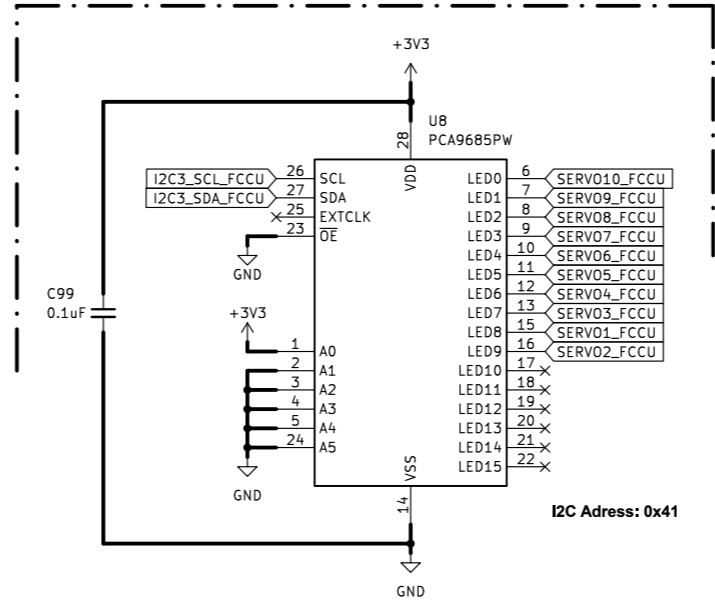 +3V3
U8
PCA9685PW
28
VDD
I2C3_SCL_FCCU 26 SCL
I2C3_SDA_FCCU 27 SDA
25 EXTCLK
23 OE
GND
LED0 6 SERVO10_FCCU
LED1 7 SERVO9_FCCU
LED2 8 SERVO8_FCCU
LED3 9 SERVO7_FCCU
LED4 10 SERVO6_FCCU
LED5 11 SERVO5_FCCU
LED6 12 SERVO4_FCCU
LED7 13 SERVO3_FCCU
LED8 15 SERVO1_FCCU
LED9 16 SERVO2_FCCU
LED10 17
LED11 18
LED12 19
LED13 20
LED14 21
LED15 22
C99
0.1uF
+3V3
1 A0
2 A1
3 A2
4 A3
5 A4
24 A5
GND
VSS
14
GND
I2C Adress: 0x41